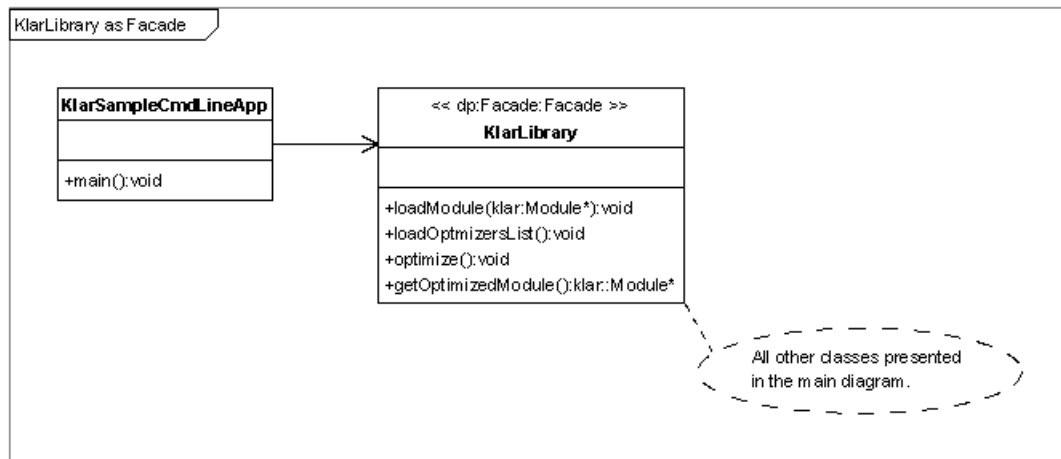 KlarLibrary as Facade
KlarSampleCmdLineApp
+main():void
<< dp:Facade:Facade >>
KlarLibrary
+loadModule(klar:Module*):void
+loadOptmizersList():void
+optimize():void
+getOptimizedModule():klar::Module*
All other classes presented
in the main diagram.